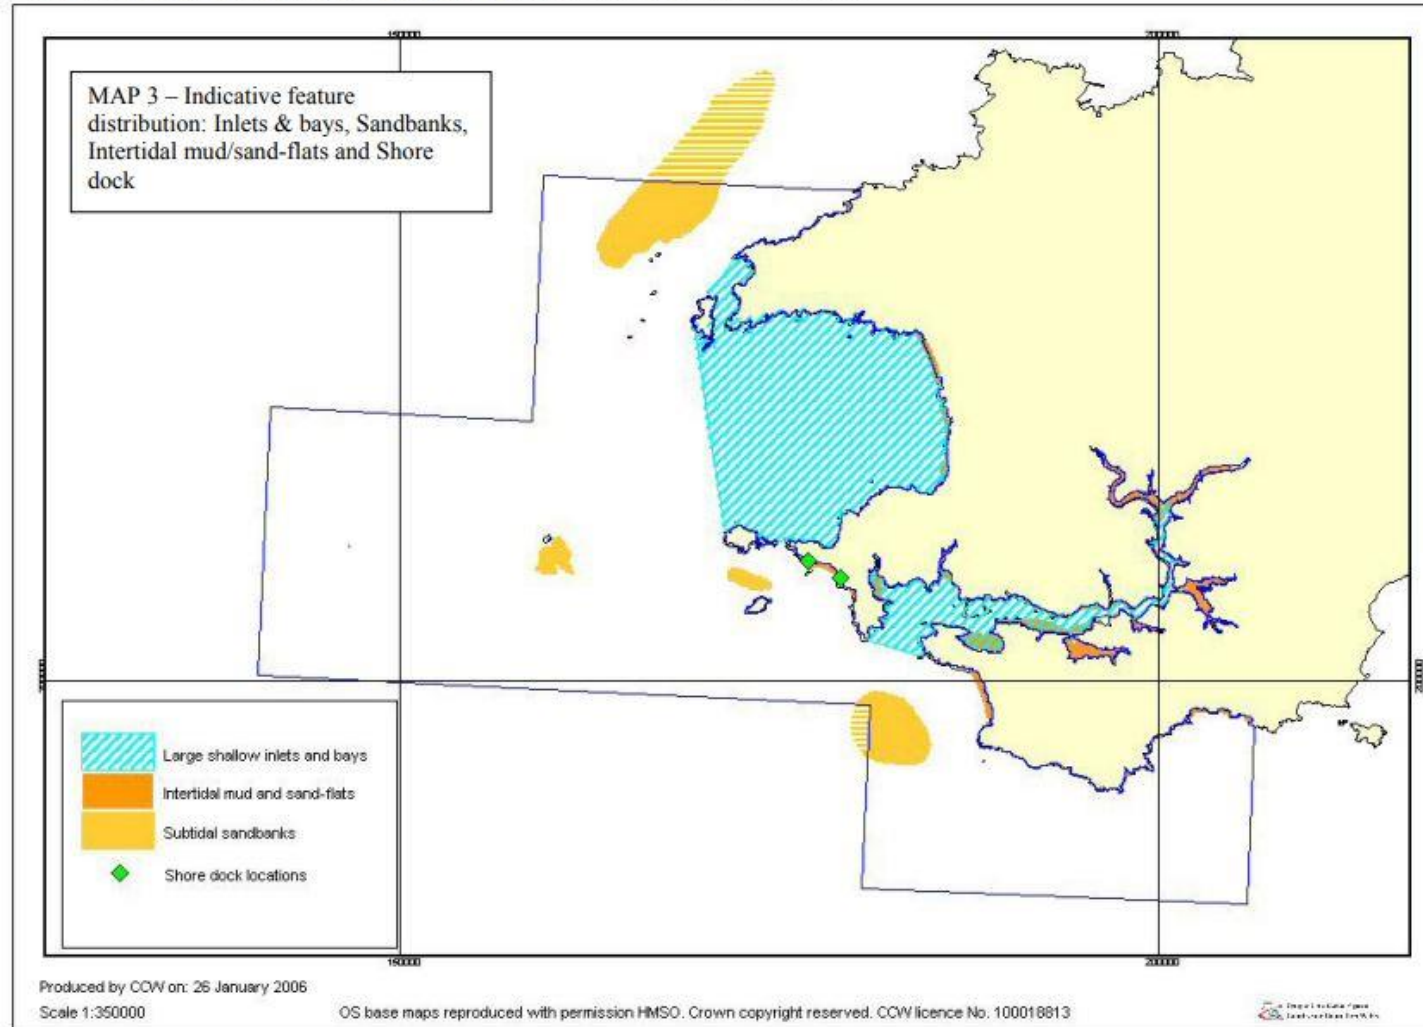 150000
200000
MAP 3 – Indicative feature
distribution: Inlets & bays, Sandbanks,
Intertidal mud/sand-flats and Shore
dock
200000
200000
Large shallow inlets and bays
Intertidal mud and sand-flats
Subtidal sandbanks
Shore dock locations
150000
200000
Produced by CCW on: 26 January 2006
Scale 1:350000
OS base maps reproduced with permission HMSO. Crown copyright reserved. CCW licence No. 100018813